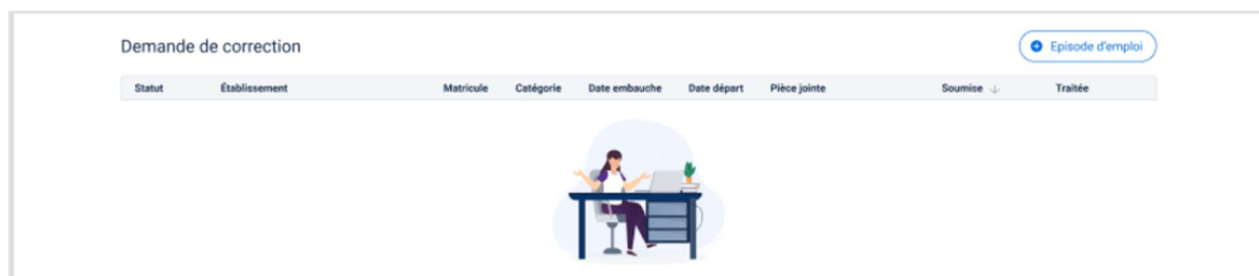 Demande de correction
Episode d'emploi
Statut Établissement Matricule Catégorie Date embauche Date départ Pièce jointe Soumise Traitée